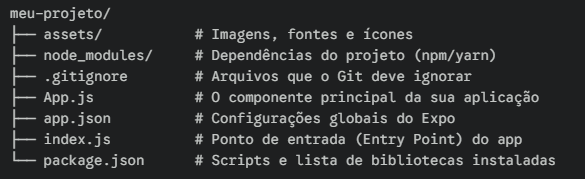 meu-projeto/
├── assets/           # Imagens, fontes e ícones
├── node_modules/     # Dependências do projeto (npm/yarn)
├── .gitignore        # Arquivos que o Git deve ignorar
├── App.js            # O componente principal da sua aplicação
├── app.json          # Configurações globais do Expo
├── index.js          # Ponto de entrada (Entry Point) do app
└── package.json      # Scripts e lista de bibliotecas instaladas